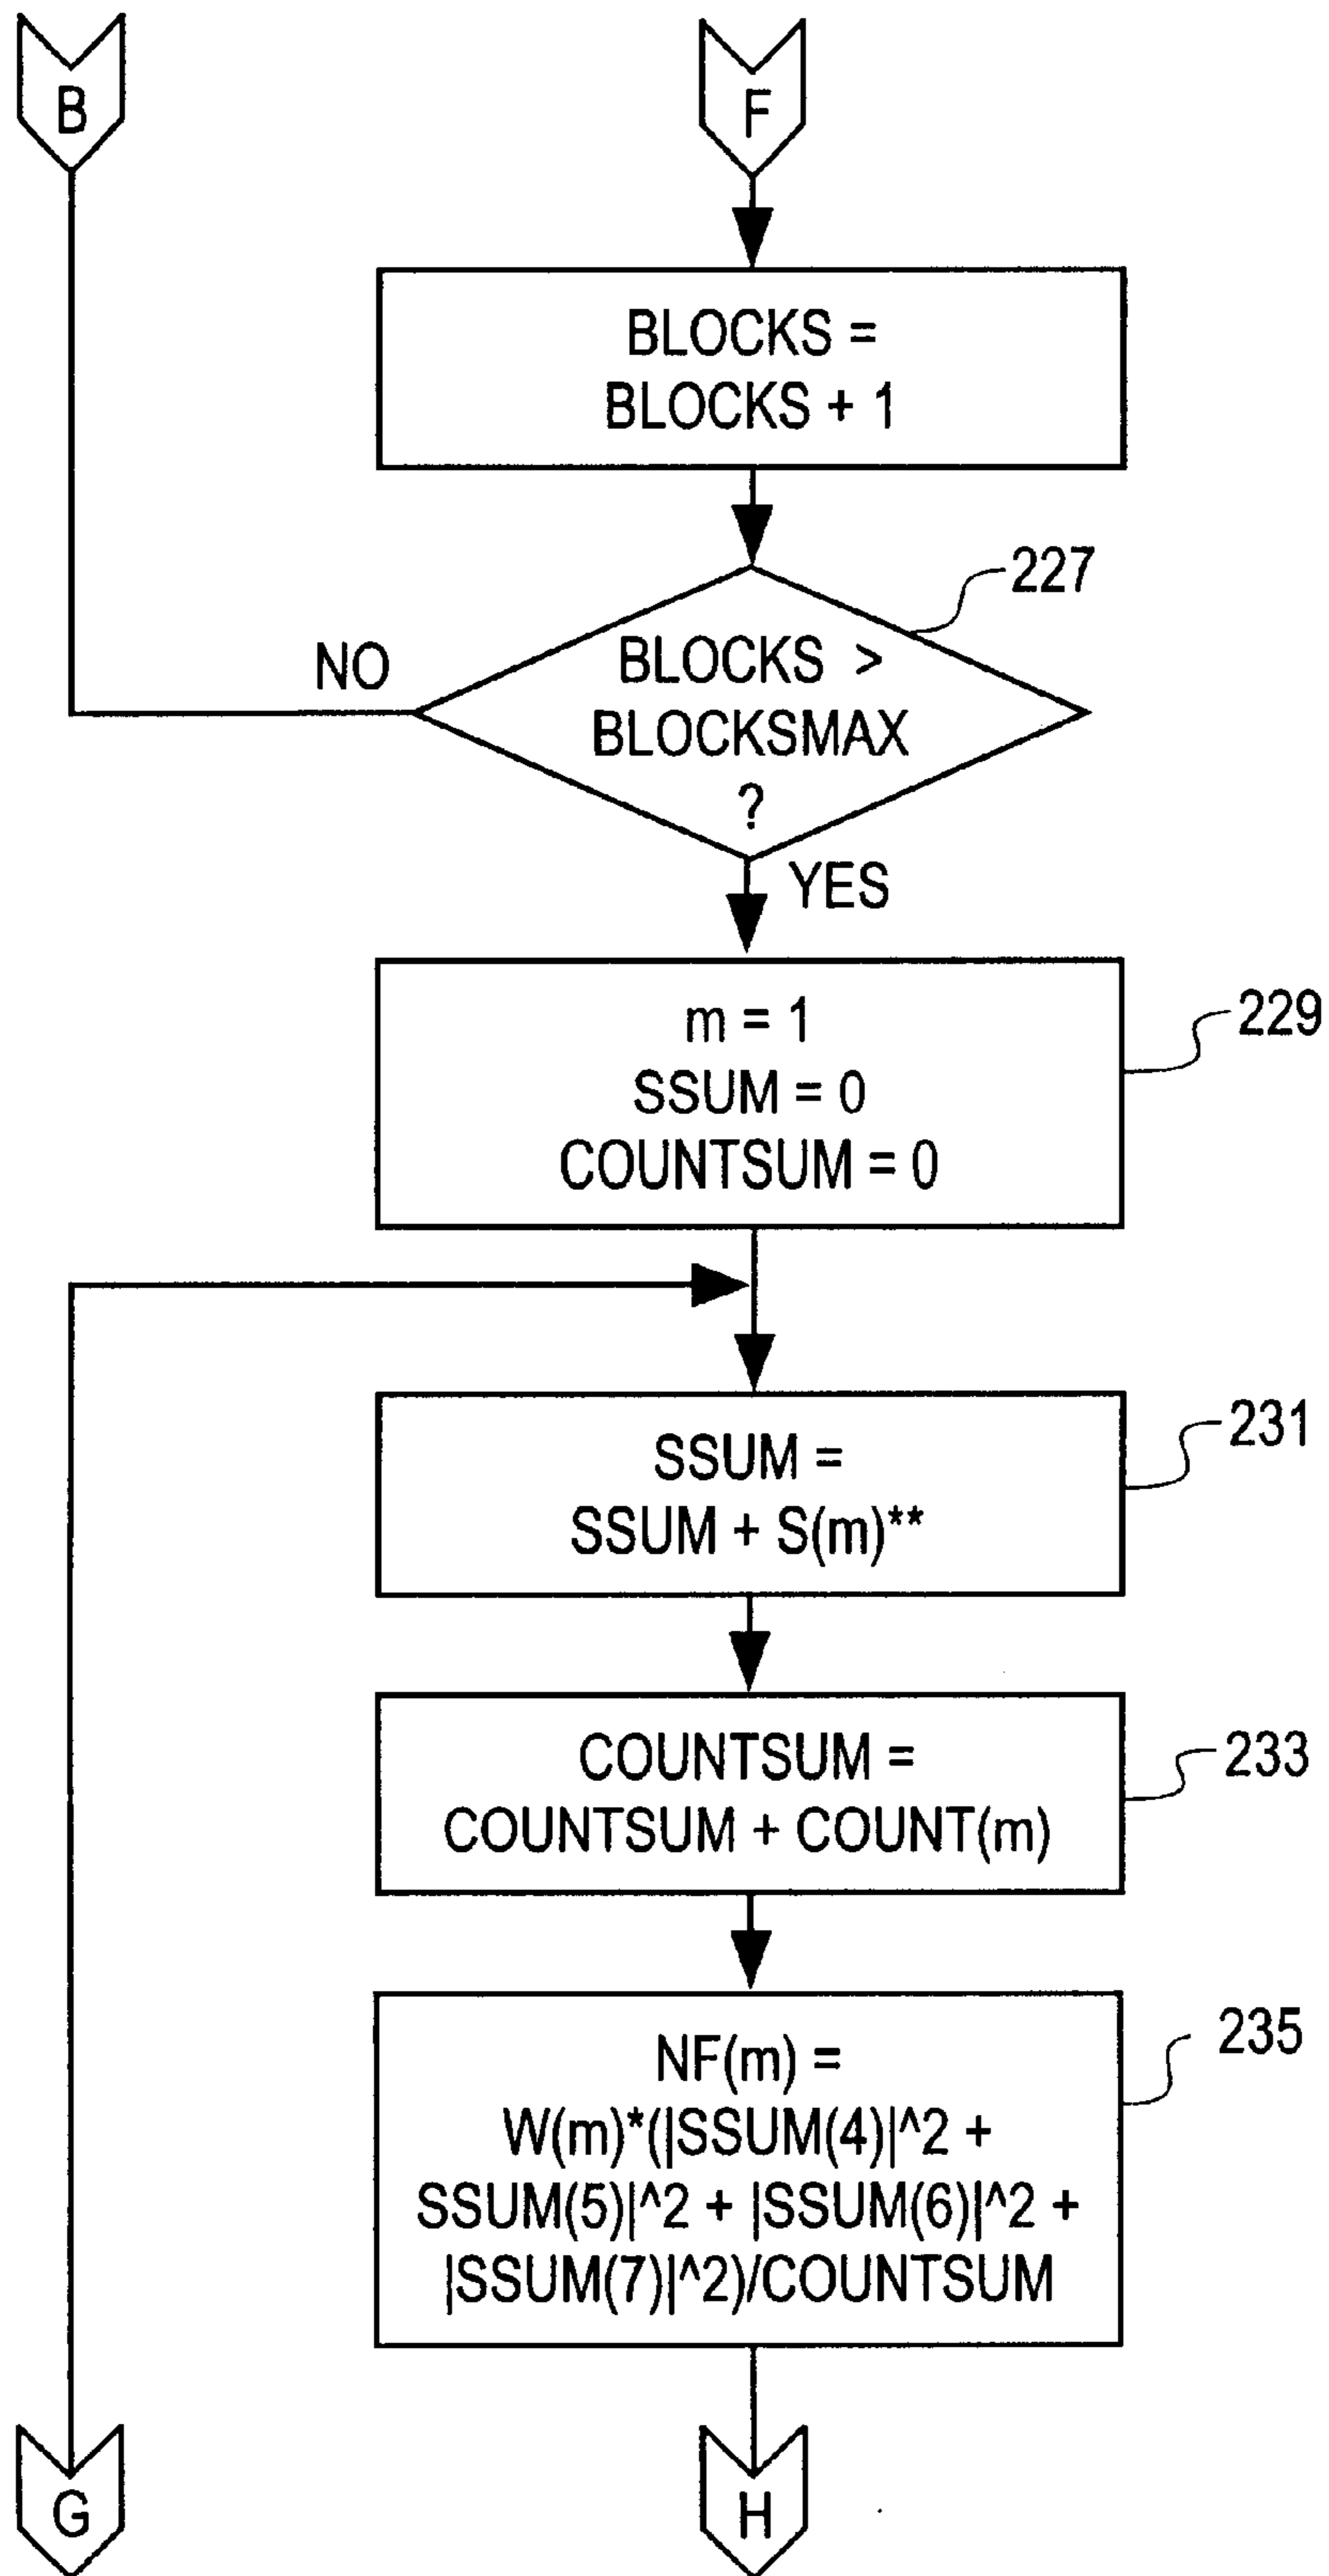 B
F
BLOCKS =
BLOCKS + 1
227
BLOCKS >
BLOCKSMAX
?
NO
YES
m = 1
SSUM = 0
COUNTSUM = 0
229
SSUM =
SSUM + S(m)**
231
COUNTSUM =
COUNTSUM + COUNT(m)
233
NF(m) =
W(m)*(|SSUM(4)|^2 +
SSUM(5)|^2 + |SSUM(6)|^2 +
|SSUM(7)|^2)/COUNTSUM
235
G
H